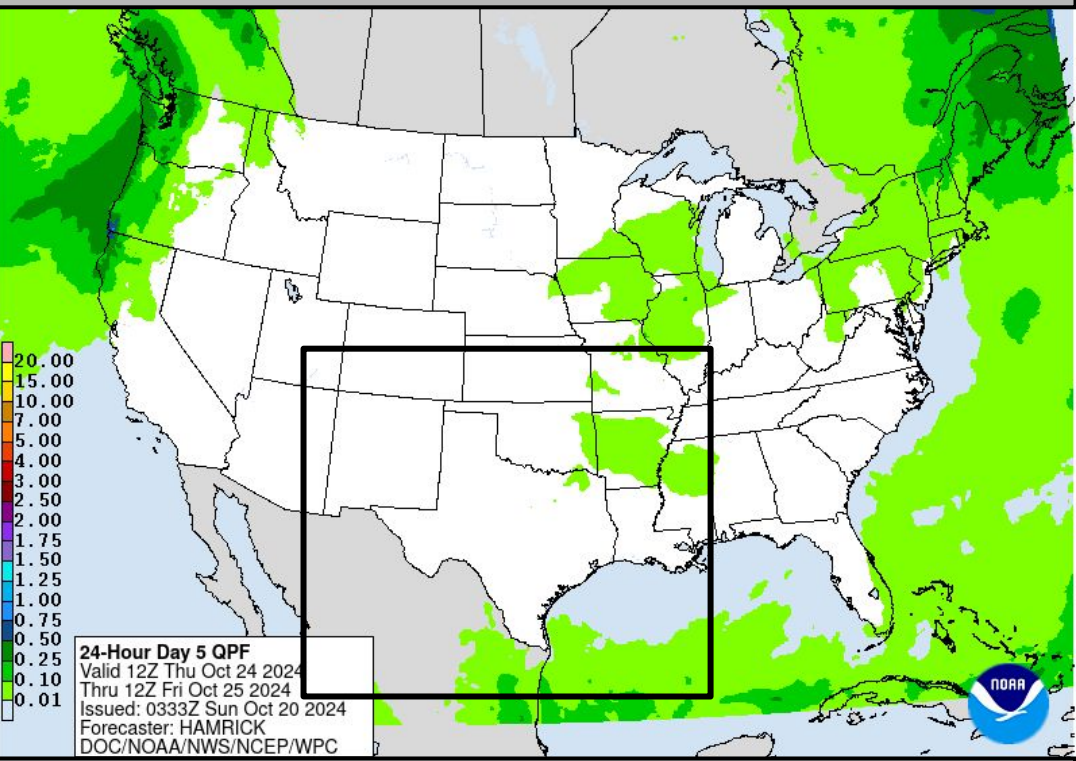 20.00
15.00
10.00
7.00
5.00
4.00
3.00
2.50
2.00
1.75
1.50
1.25
1.00
0.75
0.50
0.25
0.10
0.01
24-Hour Day 5 QPF
Valid 12Z Thu Oct 24 2024
Thru 12Z Fri Oct 25 2024
Issued: 0333Z Sun Oct 20 2024
Forecaster: HAMRICK
DOC/NOAA/NWS/NCEP/WPC
NOAA